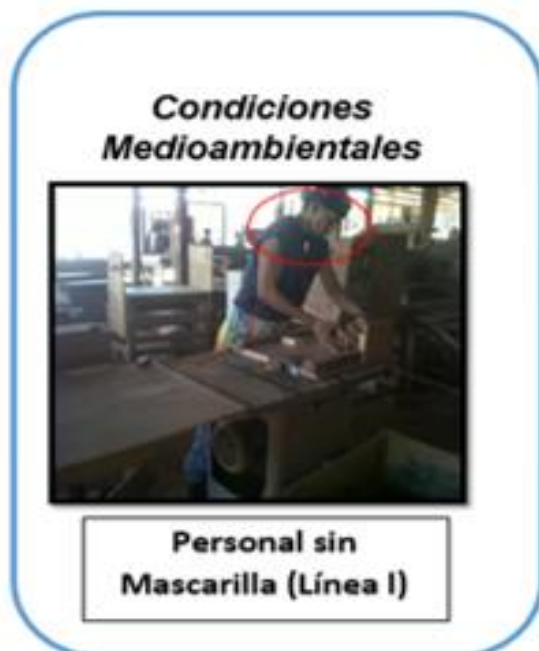 Condiciones
Medioambientales
Personal sin
Mascarilla (Línea I)